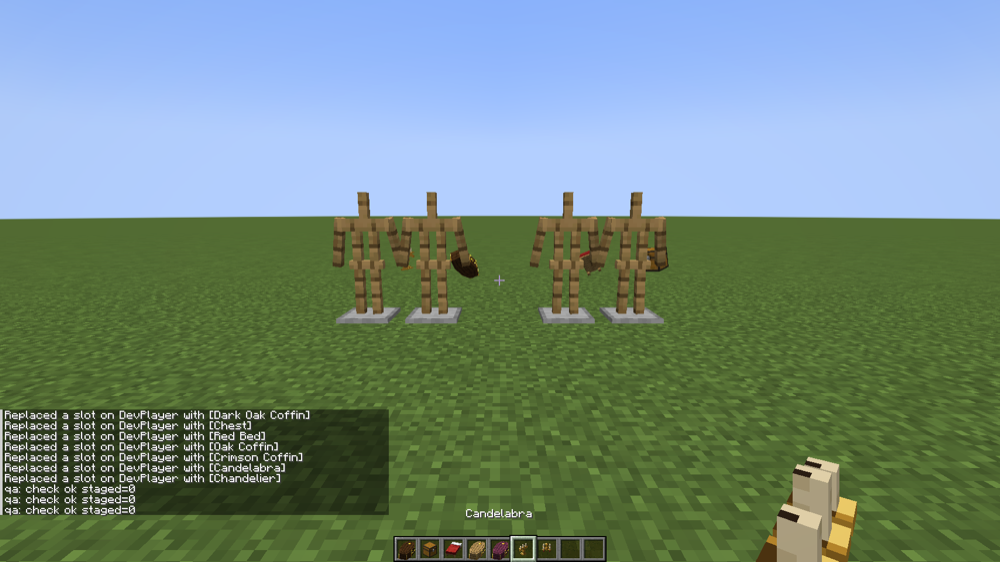 Replaced a slot on DevPlayer with [Dark Oak Coffin]
Replaced a slot on DevPlayer with [Chest]
Replaced a slot on DevPlayer with [Red Bed]
Replaced a slot on DevPlayer with [Oak Coffin]
Replaced a slot on DevPlayer with [Crimson Coffin]
Replaced a slot on DevPlayer with [Candelabra]
Replaced a slot on DevPlayer with [Chandelier]
qa: check ok staged=0
qa: check ok staged=0
qa: check ok staged=0
Candelabra